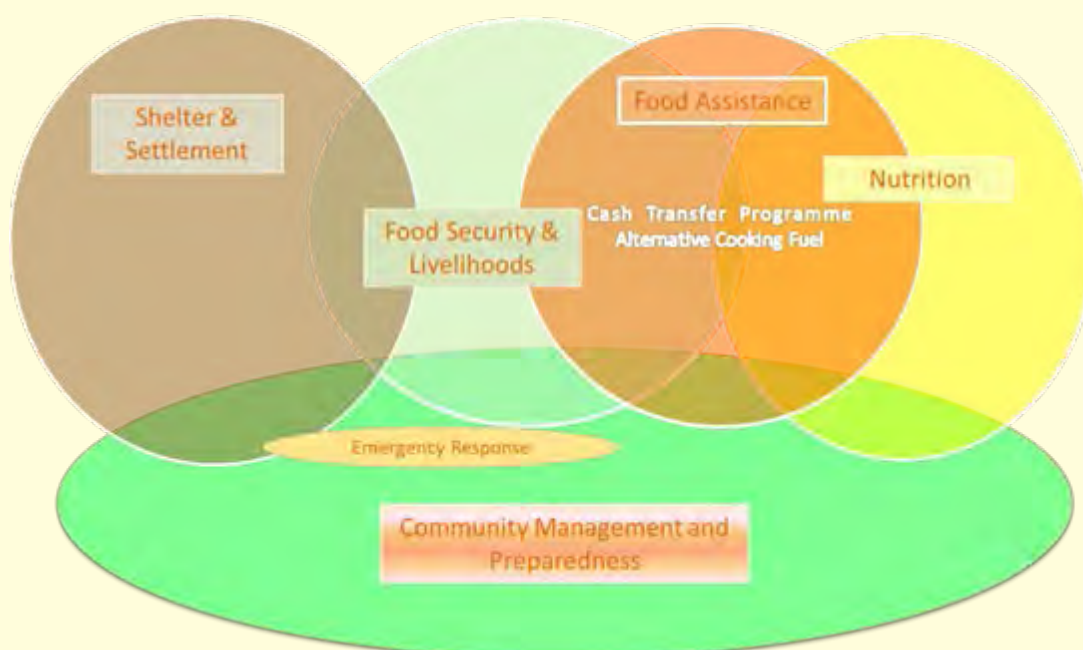 Shelter &
Settlement
Food Assistance
Nutrition
Cash Transfer Programme
Alternative Cooking Fuel
Food Security &
Livelihoods
Emergency Response
Community Management and
Preparedness